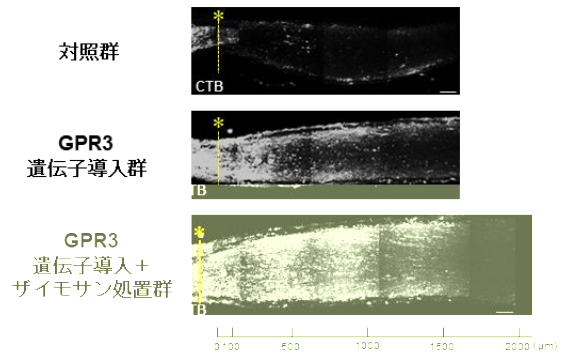 *
対照群
CTB
*
GPR3
遺伝子導入群
TB
*
GPR3
遺伝子導入＋
ザイモサン処置群
TB
0 100 500 1000 1500 2000 (μm)